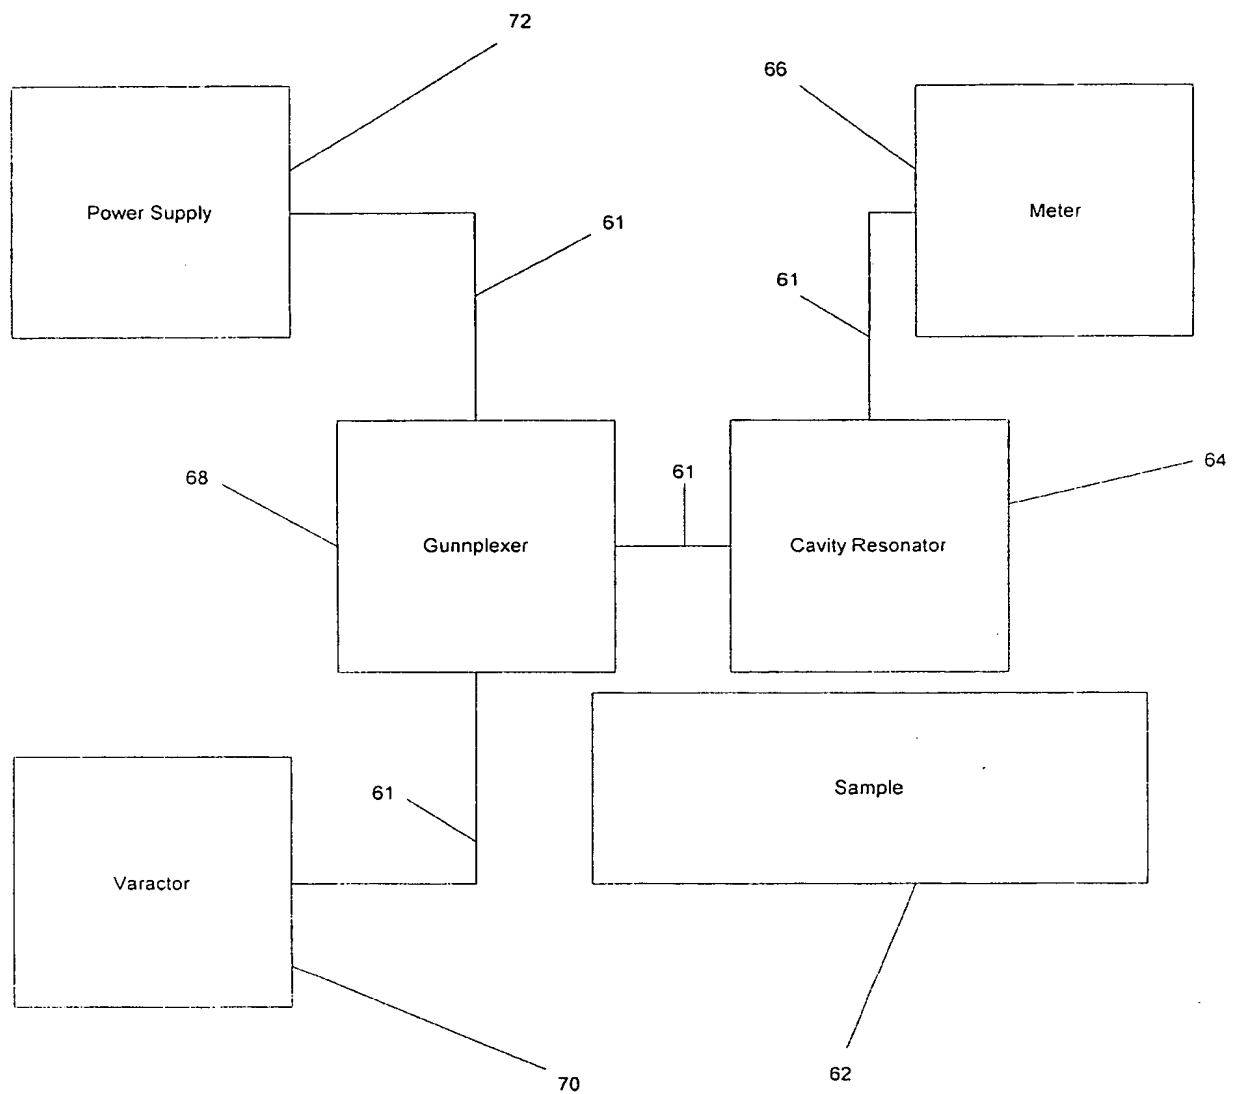 72
66
Power Supply
Meter
61
61
68
61
64
Gunnplexer
Cavity Resonator
61
Sample
Varactor
70
62